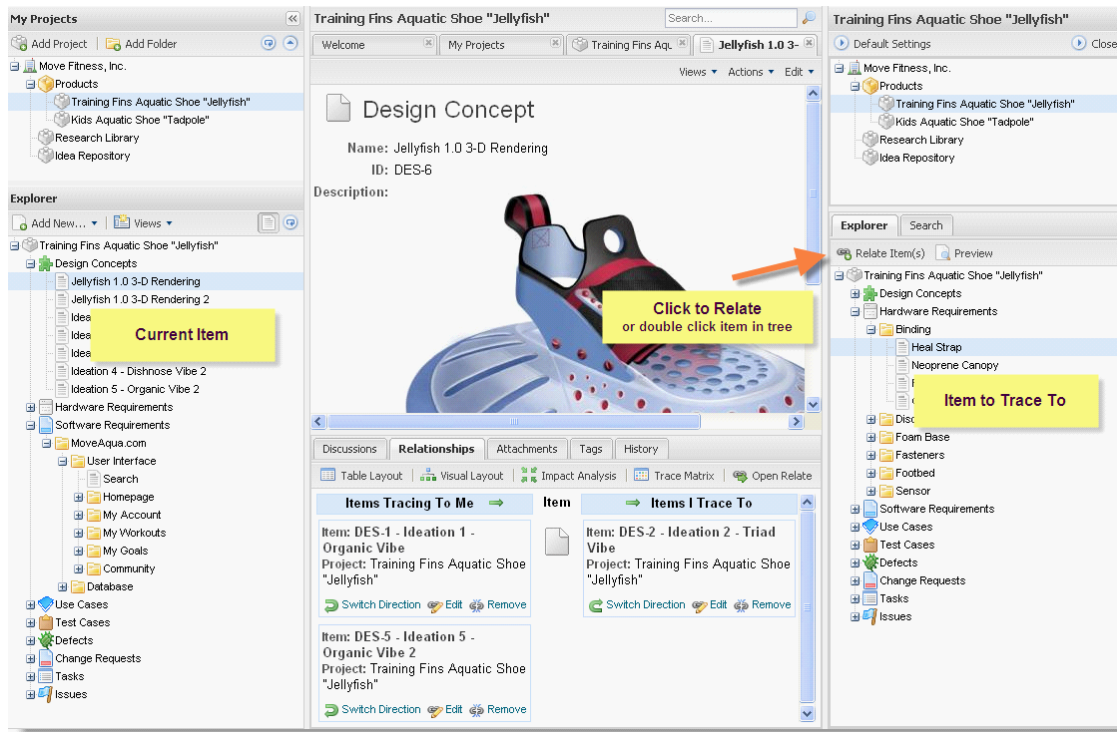 My Projects
Add Project
Add Folder
Move Fitness, Inc.
Products
Training Fins Aquatic Shoe "Jellyfish"
Kids Aquatic Shoe "Tadpole"
Research Library
Idea Repository
Explorer
Add New...
Views
Training Fins Aquatic Shoe "Jellyfish"
Design Concepts
Jellyfish 1.0 3-D Rendering
Jellyfish 1.0 3-D Rendering 2
Idea
Idea
Idea
Current Item
Ideation 4 - Dishnose Vibe 2
Ideation 5 - Organic Vibe 2
Hardware Requirements
Software Requirements
MoveAqua.com
User Interface
Search
Homepage
My Account
My Workouts
My Goals
Community
Database
Use Cases
Test Cases
Defects
Change Requests
Tasks
Issues
Training Fins Aquatic Shoe "Jellyfish"
Search...
Welcome
My Projects
Training Fins Aqu
Jellyfish 1.0 3-
Views
Actions
Edit
Design Concept
Name: Jellyfish 1.0 3-D Rendering
ID: DES-6
Description:
Click to Relate
or double click item in tree
Discussions
Relationships
Attachments
Tags
History
Table Layout
Visual Layout
Impact Analysis
Trace Matrix
Open Relate
Items Tracing To Me
Item
Items I Trace To
Item: DES-1 - Ideation 1 -
Organic Vibe
Project: Training Fins Aquatic Shoe
"Jellyfish"
Switch Direction
Edit
Remove
Item: DES-5 - Ideation 5 -
Organic Vibe 2
Project: Training Fins Aquatic Shoe
"Jellyfish"
Switch Direction
Edit
Remove
Item: DES-2 - Ideation 2 - Triad
Vibe
Project: Training Fins Aquatic Shoe
"Jellyfish"
Switch Direction
Edit
Remove
Training Fins Aquatic Shoe "Jellyfish"
Default Settings
Close
Move Fitness, Inc.
Products
Training Fins Aquatic Shoe "Jellyfish"
Kids Aquatic Shoe "Tadpole"
Research Library
Idea Repository
Explorer
Search
Relate Item(s)
Preview
Training Fins Aquatic Shoe "Jellyfish"
Design Concepts
Hardware Requirements
Binding
Heal Strap
Neoprene Canopy
Item to Trace To
Foam Base
Fasteners
Footbed
Sensor
Software Requirements
Use Cases
Test Cases
Defects
Change Requests
Tasks
Issues